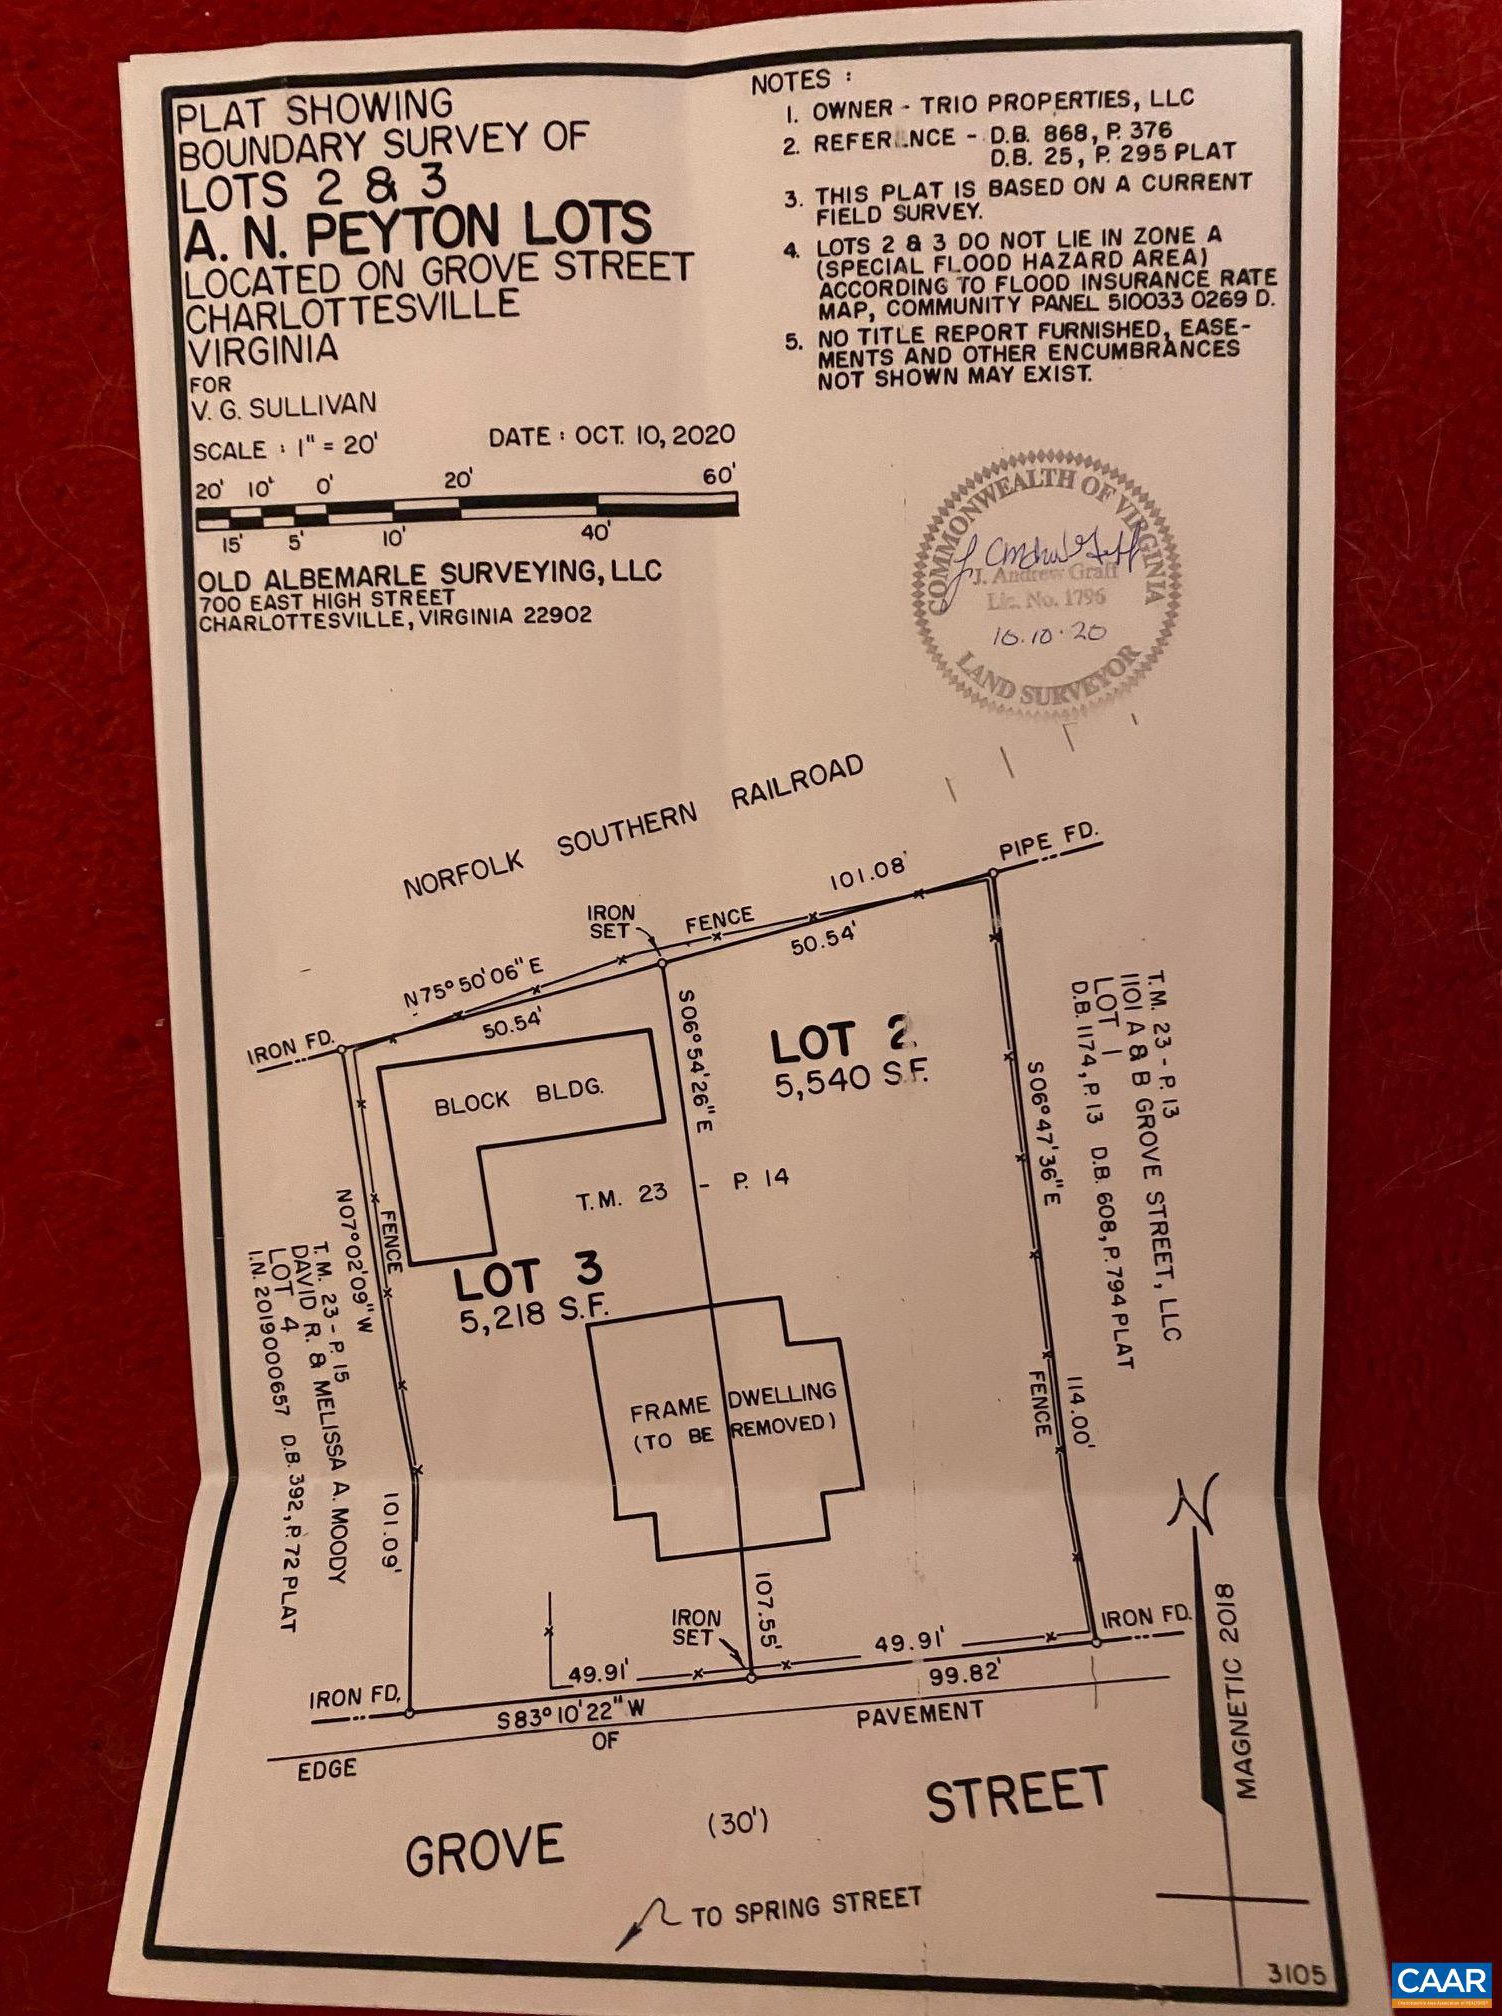 PLAT SHOWING
BOUNDARY SURVEY OF
LOTS 2 & 3
A. N. PEYTON LOTS
LOCATED ON GROVE STREET
CHARLOTTESVILLE
VIRGINIA
FOR
V. G. SULLIVAN
SCALE : 1" = 20'
DATE : OCT. 10, 2020
20' 10' 0' 20' 60'
15' 5' 10' 40'
OLD ALBEMARLE SURVEYING, LLC
700 EAST HIGH STREET
CHARLOTTESVILLE, VIRGINIA 22902
NOTES :
1. OWNER - TRIO PROPERTIES, LLC
2. REFERENCE - D.B. 868, P. 376
D.B. 25, P. 295 PLAT
3. THIS PLAT IS BASED ON A CURRENT
FIELD SURVEY.
4. LOTS 2 & 3 DO NOT LIE IN ZONE A
(SPECIAL FLOOD HAZARD AREA)
ACCORDING TO FLOOD INSURANCE RATE
MAP, COMMUNITY PANEL 510033 0269 D.
5. NO TITLE REPORT FURNISHED, EASE-
MENTS AND OTHER ENCUMBRANCES
NOT SHOWN MAY EXIST.
COMMONWEALTH OF VIRGINIA
J. Andrew Graff
Lic. No. 1796
10.10.20
LAND SURVEYOR
NORFOLK SOUTHERN RAILROAD
PIPE FD.
101.08'
IRON
SET
FENCE
50.54'
N75°50'06"E
50.54'
IRON FD.
BLOCK BLDG.
S06°54'26"E
LOT 2
5,540 S.F.
T.M. 23 - P. 14
LOT 3
5,218 S.F.
FENCE
N07°02'09"W
T.M. 23 - P. 15
DAVID R. & MELISSA A. MOODY
LOT 4
I.N. 2019000657 D.B. 392, P. 72 PLAT
101.09'
S06°47'36"E
T.M. 23 - P. 13
1101 A & B GROVE STREET, LLC
LOT 1
D.B. 1174, P. 13 D.B. 608, P. 794 PLAT
FENCE
114.00'
FRAME DWELLING
(TO BE REMOVED)
107.55'
IRON
SET
49.91'
49.91'
99.82'
IRON FD.
IRON FD.
S83°10'22"W
EDGE OF PAVEMENT
GROVE (30') STREET
TO SPRING STREET
N
MAGNETIC 2018
3105
CAAR